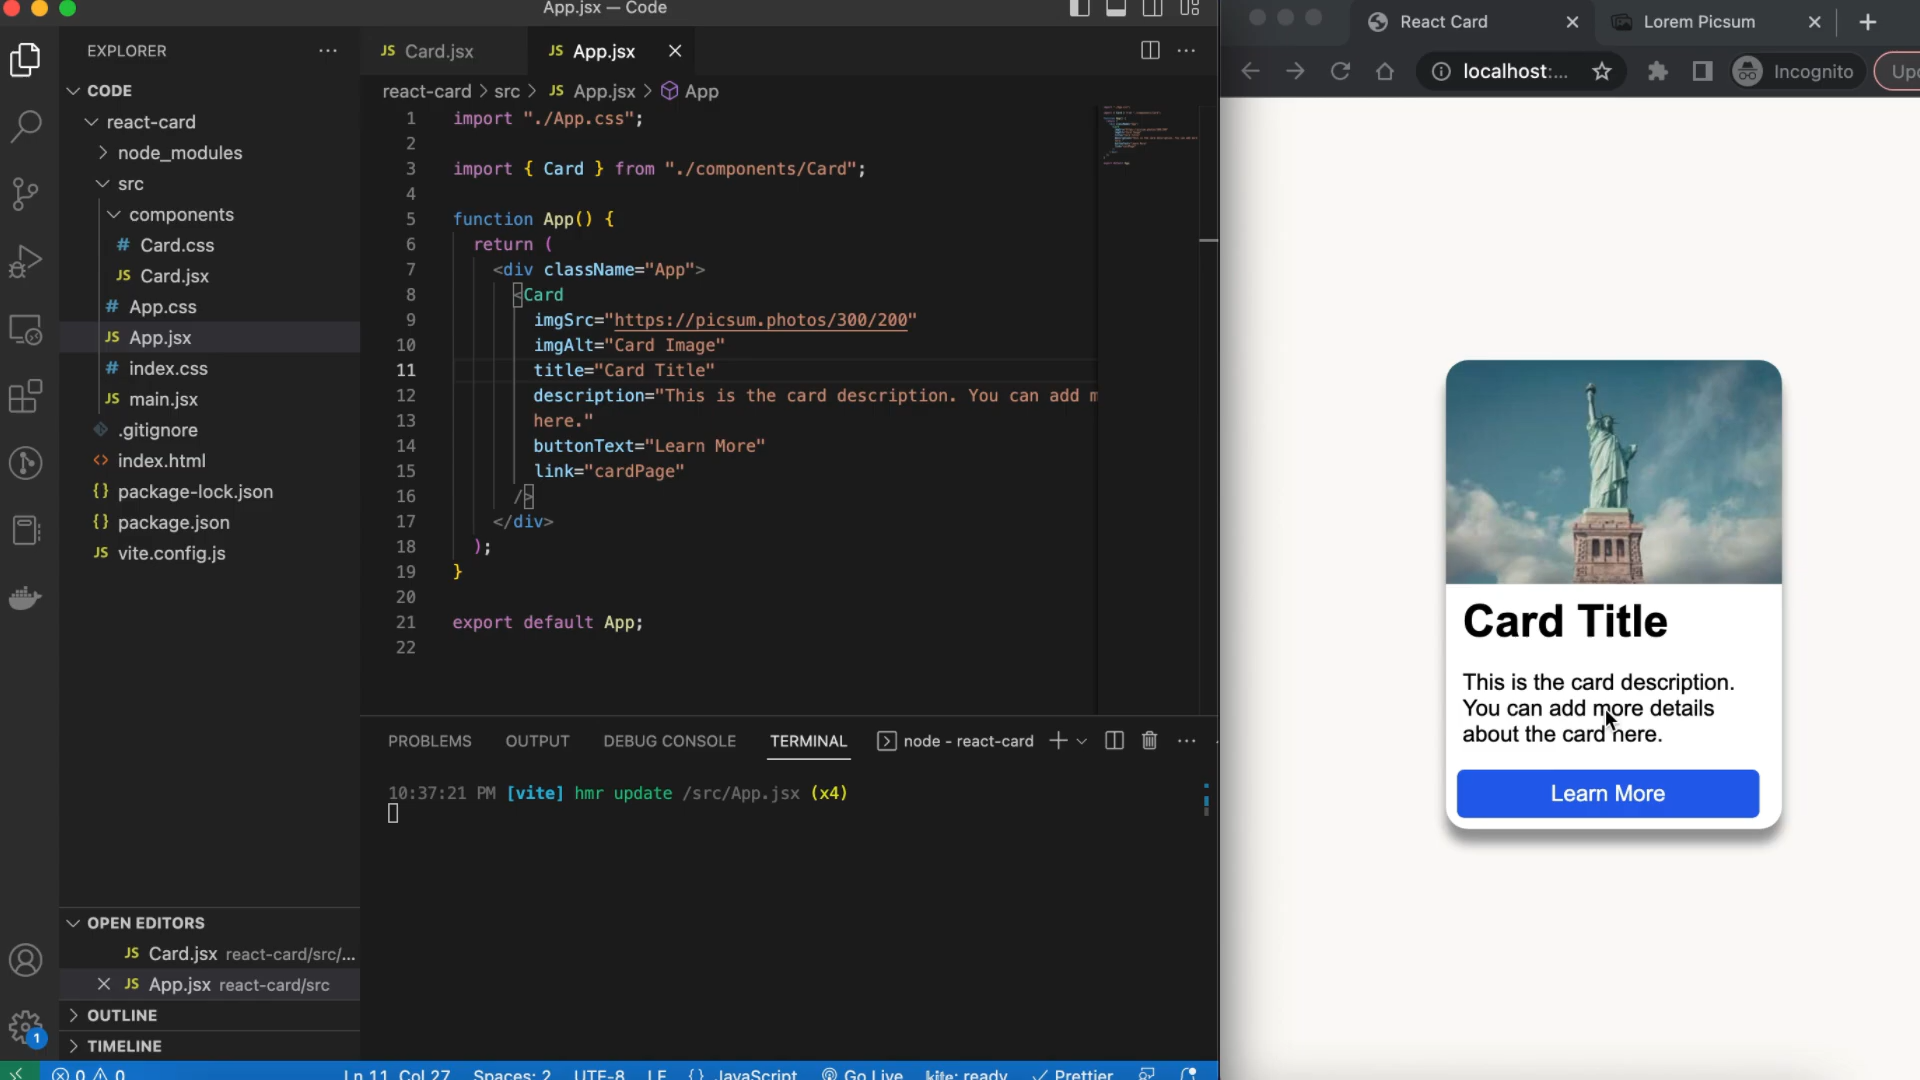 App.jsx — Code
EXPLORER
CODE
react-card
node_modules
src
components
Card.css
Card.jsx
App.css
App.jsx
index.css
main.jsx
.gitignore
index.html
package-lock.json
package.json
vite.config.js
OPEN EDITORS
Card.jsx react-card/src/...
App.jsx react-card/src
OUTLINE
TIMELINE
JS Card.jsx
JS App.jsx
react-card > src > JS App.jsx > App
1 import "./App.css";
2
3 import { Card } from "./components/Card";
4
5 function App() {
6 return (
7 <div className="App">
8 <Card
9 imgSrc="https://picsum.photos/300/200"
10 imgAlt="Card Image"
11 title="Card Title"
12 description="This is the card description. You can add m
13 here."
14 buttonText="Learn More"
15 link="cardPage"
16 />
17 </div>
18 );
19 }
20
21 export default App;
22
PROBLEMS OUTPUT DEBUG CONSOLE TERMINAL node - react-card
10:37:21 PM [vite] hmr update /src/App.jsx (x4)
1
0 0 Ln 11, Col 27 Spaces: 2 UTF-8 LF {} JavaScript Go Live kite: ready Prettier
React Card
Lorem Picsum
localhost:...
Incognito
Card Title
This is the card description.
You can add more details
about the card here.
Learn More